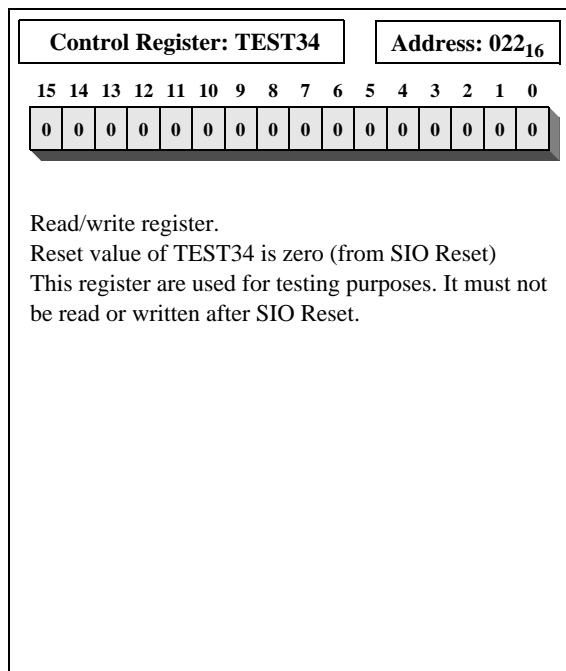 Control Register: TEST34
Address: 022₁₆
15 14 13 12 11 10 9 8 7 6 5 4 3 2 1 0
0 0 0 0 0 0 0 0 0 0 0 0 0 0 0 0
Read/write register.
Reset value of TEST34 is zero (from SIO Reset)
This register are used for testing purposes. It must not
be read or written after SIO Reset.